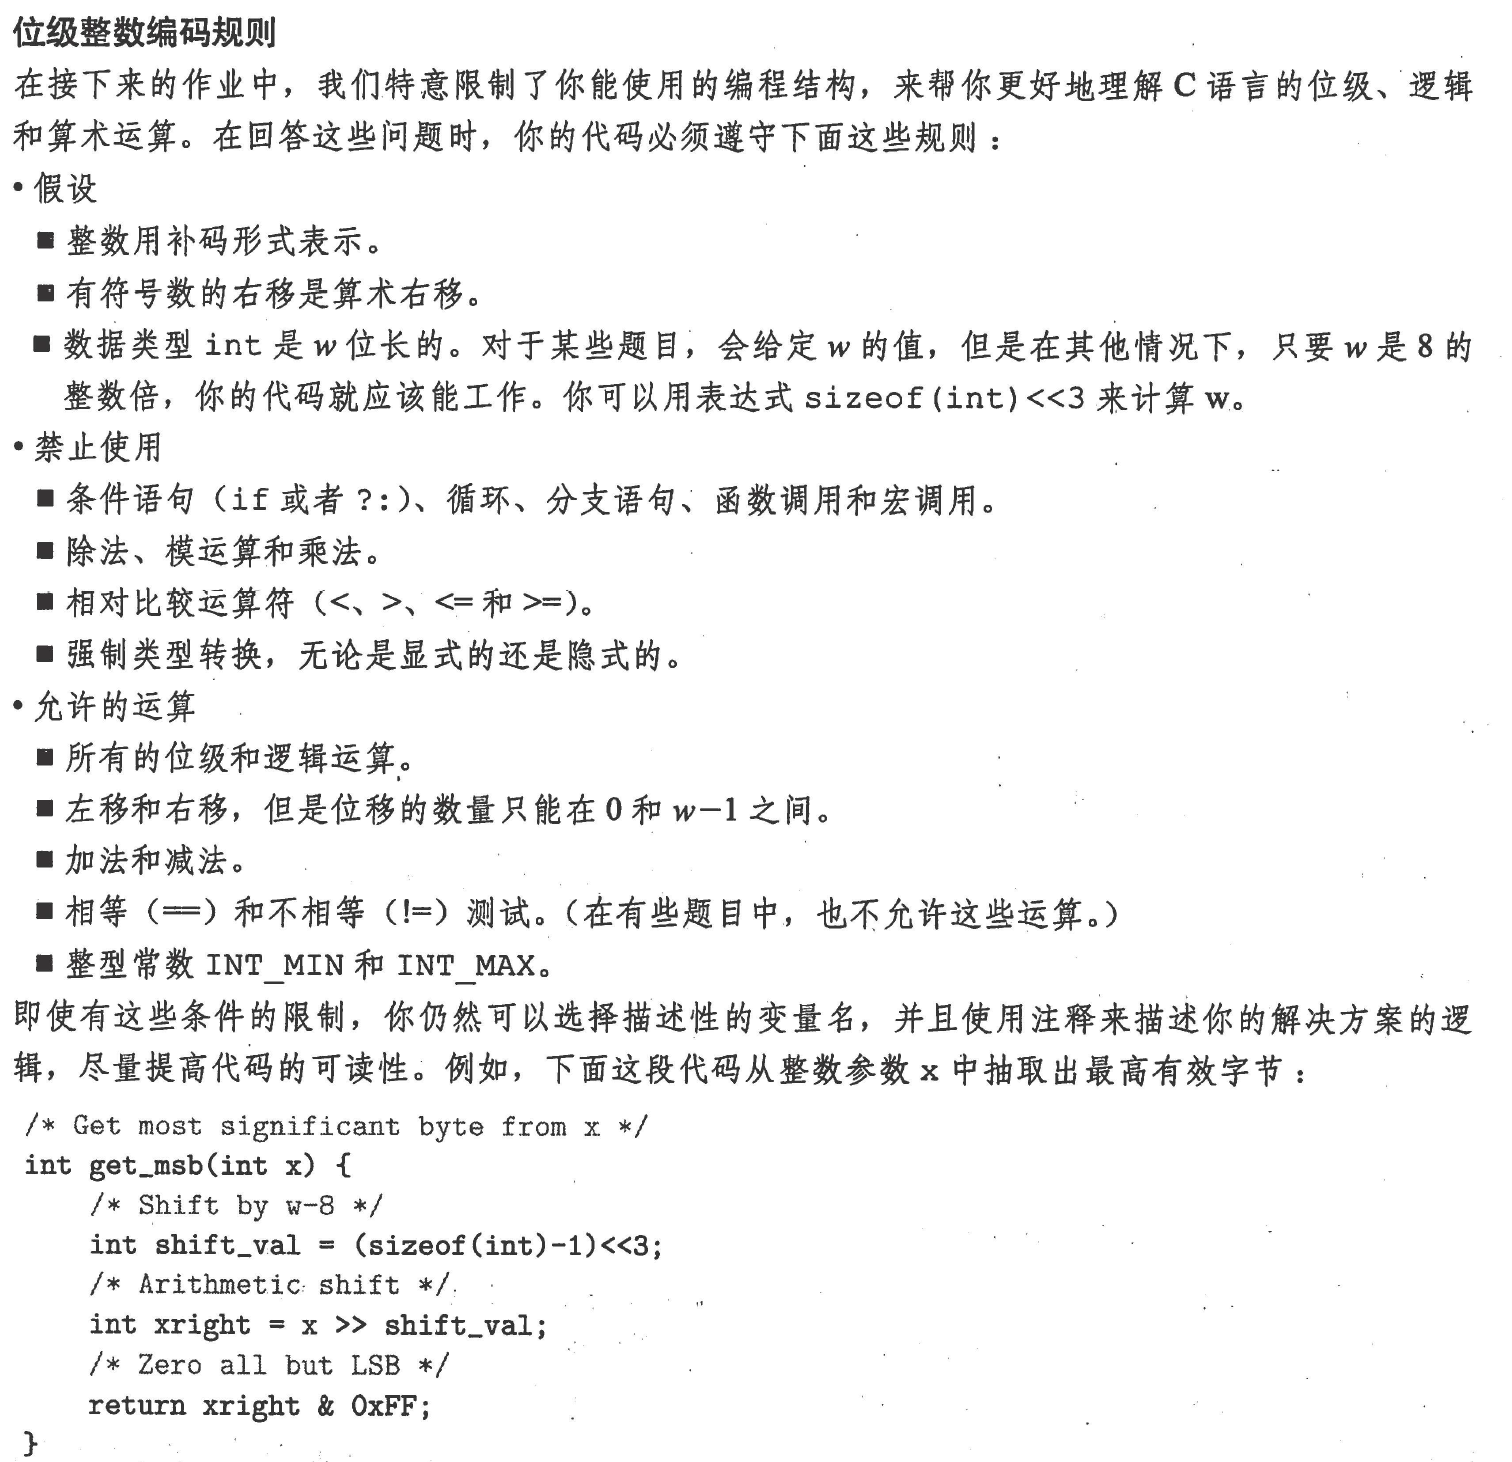 位级整数编码规则
在接下来的作业中，我们特意限制了你能使用的编程结构，来帮你更好地理解 C 语言的位级、逻辑
和算术运算。在回答这些问题时，你的代码必须遵守下面这些规则：
• 假设
■ 整数用补码形式表示。
■ 有符号数的右移是算术右移。
■ 数据类型 int 是 w 位长的。对于某些题目，会给定 w 的值，但是在其他情况下，只要 w 是 8 的
整数倍，你的代码就应该能工作。你可以用表达式 sizeof(int)<<3 来计算 w。
• 禁止使用
■ 条件语句（if 或者 ?:）、循环、分支语句、函数调用和宏调用。
■ 除法、模运算和乘法。
■ 相对比较运算符（<、>、<= 和 >=）。
■ 强制类型转换，无论是显式的还是隐式的。
• 允许的运算
■ 所有的位级和逻辑运算。
■ 左移和右移，但是位移的数量只能在 0 和 w-1 之间。
■ 加法和减法。
■ 相等（==）和不相等（!=）测试。（在有些题目中，也不允许这些运算。）
■ 整型常数 INT_MIN 和 INT_MAX。
即使有这些条件的限制，你仍然可以选择描述性的变量名，并且使用注释来描述你的解决方案的逻
辑，尽量提高代码的可读性。例如，下面这段代码从整数参数 x 中抽取出最高有效字节：
/* Get most significant byte from x */
int get_msb(int x) {
    /* Shift by w-8 */
    int shift_val = (sizeof(int)-1)<<3;
    /* Arithmetic shift */
    int xright = x >> shift_val;
    /* Zero all but LSB */
    return xright & 0xFF;
}